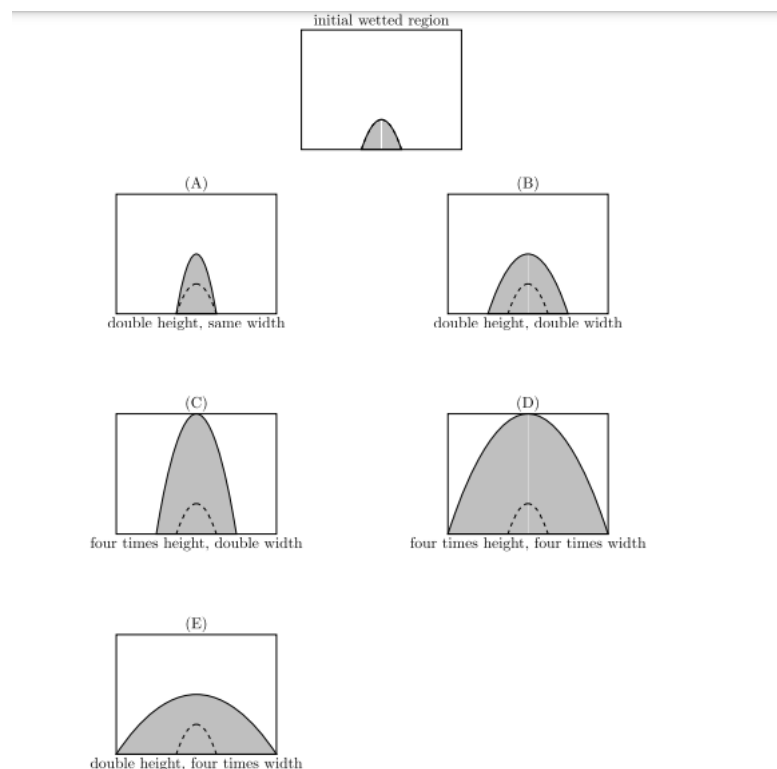 initial wetted region
(A)
(B)
double height, same width
double height, double width
(C)
(D)
four times height, double width
four times height, four times width
(E)
double height, four times width